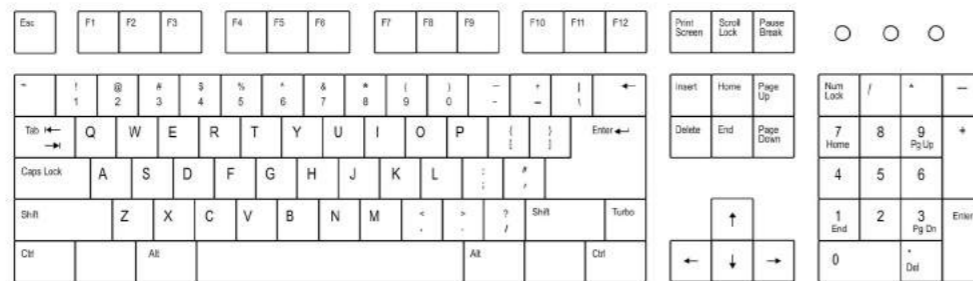 Esc F1 F2 F3 F4 F5 F6 F7 F8 F9 F10 F11 F12 Print Screen Scroll Lock Pause Break
~ ! @ # $ % ^ & * ( ) — + | ←
1 2 3 4 5 6 7 8 9 0 - = \
Insert Home Page Up Num Lock / * —
Tab Q W E R T Y U I O P { [ } ] Enter
Delete End Page Down 7 Home 8 9 Pg Up +
Caps Lock A S D F G H J K L : ; " '
4 5 6
Shift Z X C V B N M < , > . ? / Shift Turbo
↑ 1 End 2 3 Pg Dn Enter
Ctrl Alt Alt Ctrl
← ↓ → 0 . Del